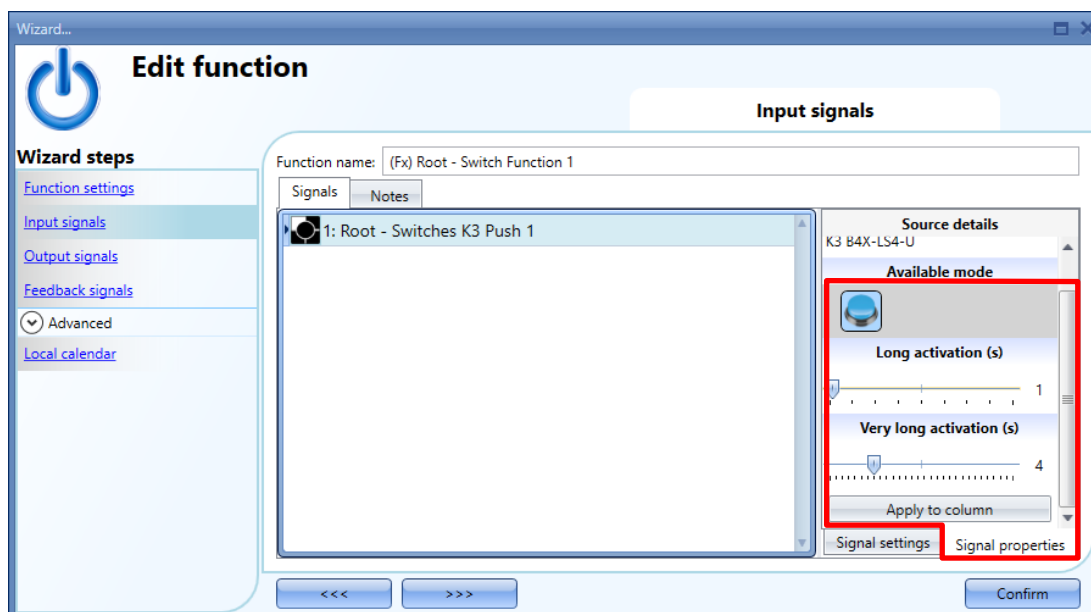 Wizard...
Edit function
Input signals
Wizard steps
Function settings
Input signals
Output signals
Feedback signals
Advanced
Local calendar
Function name: (Fx) Root - Switch Function 1
Signals
Notes
1: Root - Switches K3 Push 1
Source details
K3 B4X-LS4-U
Available mode
Long activation (s)
1
Very long activation (s)
4
Apply to column
Signal settings
Signal properties
<<<
>>>
Confirm